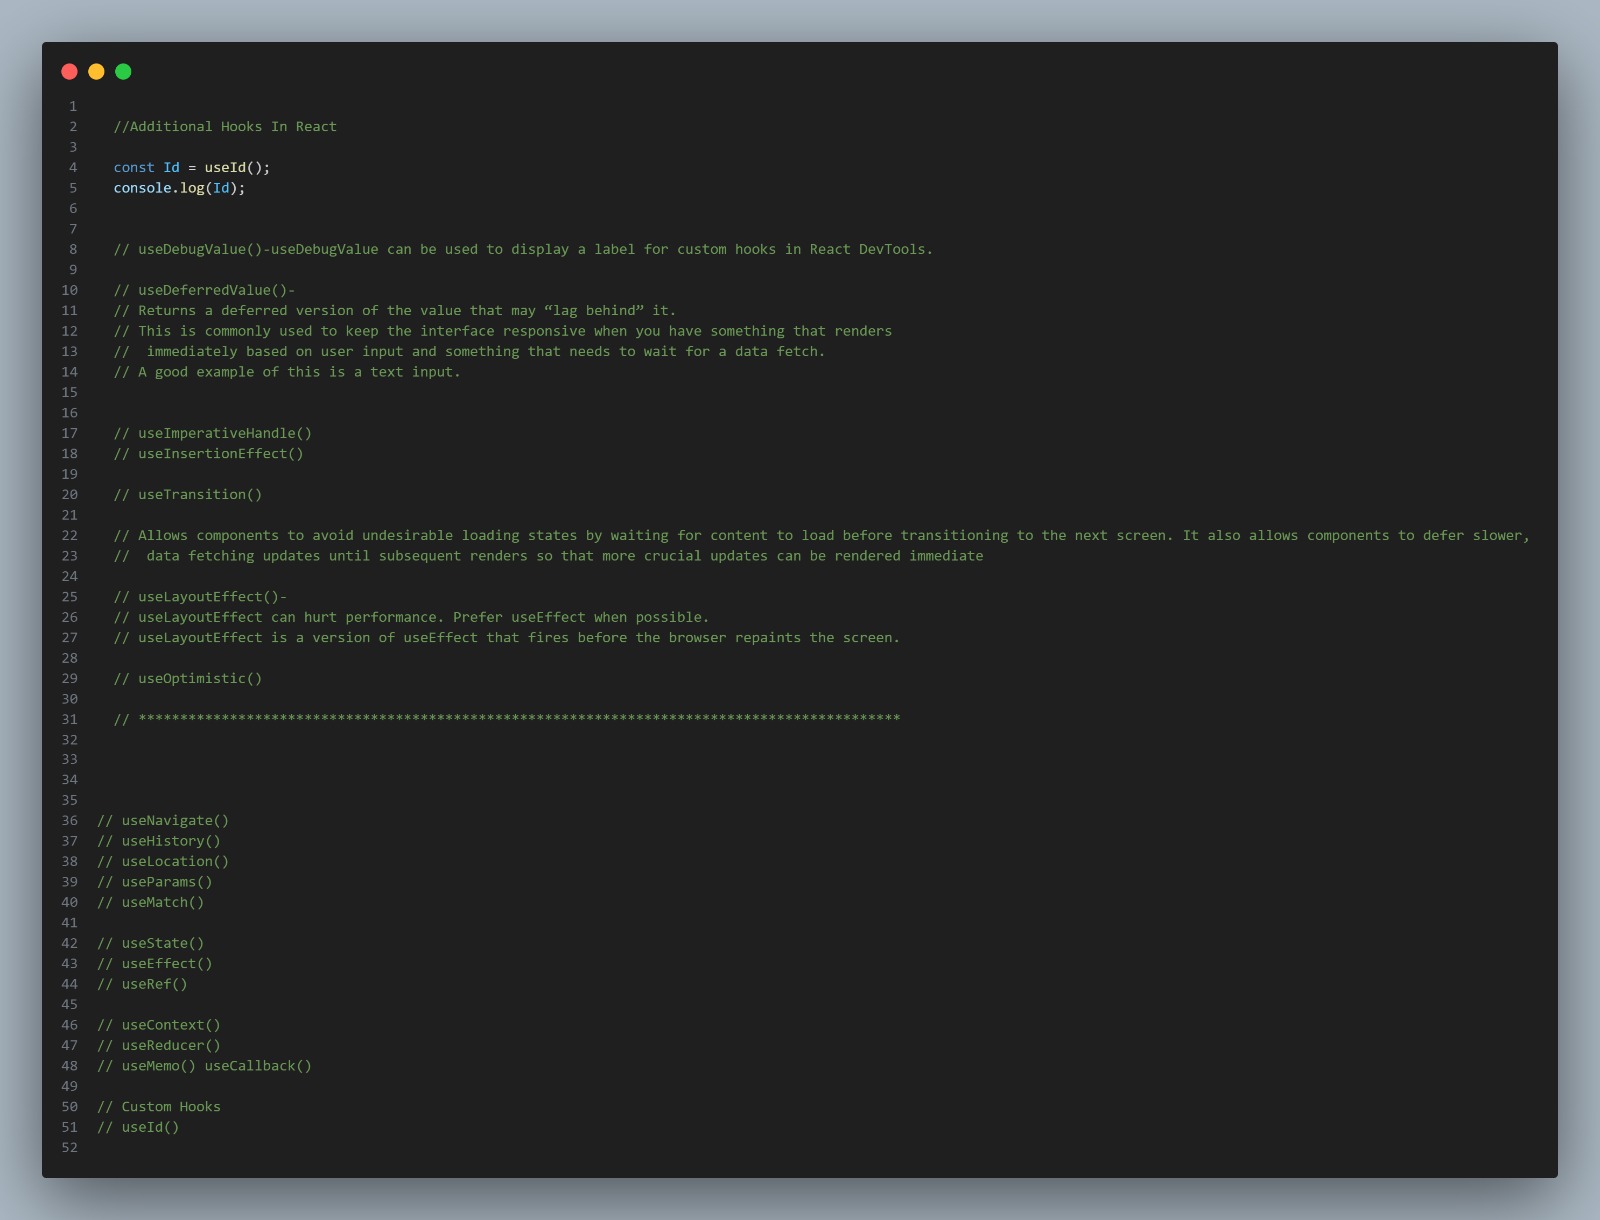 1
2 //Additional Hooks In React
3
4 const Id = useId();
5 console.log(Id);
6
7
8 // useDebugValue()-useDebugValue can be used to display a label for custom hooks in React DevTools.
9
10 // useDeferredValue()-
11 // Returns a deferred version of the value that may “lag behind” it.
12 // This is commonly used to keep the interface responsive when you have something that renders
13 //  immediately based on user input and something that needs to wait for a data fetch.
14 // A good example of this is a text input.
15
16
17 // useImperativeHandle()
18 // useInsertionEffect()
19
20 // useTransition()
21
22 // Allows components to avoid undesirable loading states by waiting for content to load before transitioning to the next screen. It also allows components to defer slower,
23 //  data fetching updates until subsequent renders so that more crucial updates can be rendered immediate
24
25 // useLayoutEffect()-
26 // useLayoutEffect can hurt performance. Prefer useEffect when possible.
27 // useLayoutEffect is a version of useEffect that fires before the browser repaints the screen.
28
29 // useOptimistic()
30
31 // ********************************************************************************************
32
33
34
35
36 // useNavigate()
37 // useHistory()
38 // useLocation()
39 // useParams()
40 // useMatch()
41
42 // useState()
43 // useEffect()
44 // useRef()
45
46 // useContext()
47 // useReducer()
48 // useMemo() useCallback()
49
50 // Custom Hooks
51 // useId()
52